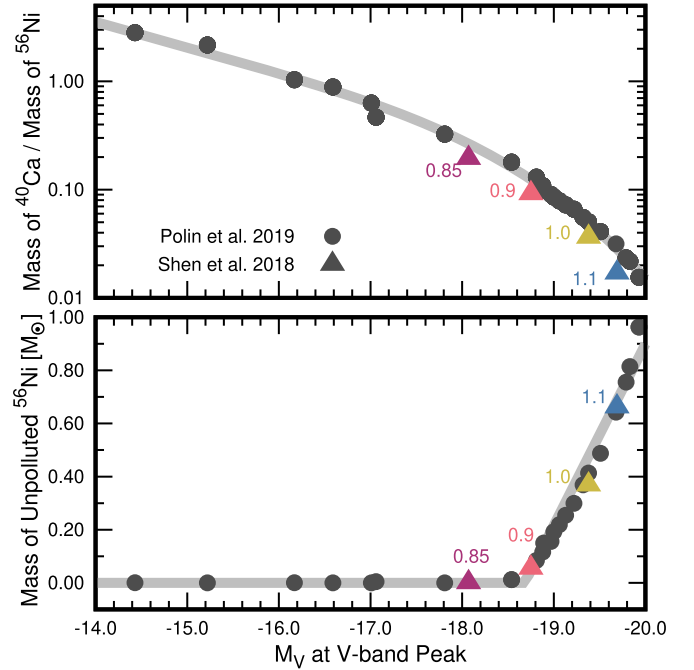 Mass of ⁴⁰Ca / Mass of ⁵⁶Ni
1.00
0.10
0.01
0.85
0.9
1.0
1.1
Polin et al. 2019
Shen et al. 2018
Mass of Unpolluted ⁵⁶Ni [M☉]
1.00
0.80
0.60
0.40
0.20
0.00
1.1
1.0
0.9
0.85
-14.0 -15.0 -16.0 -17.0 -18.0 -19.0 -20.0
-M_V at V-band Peak